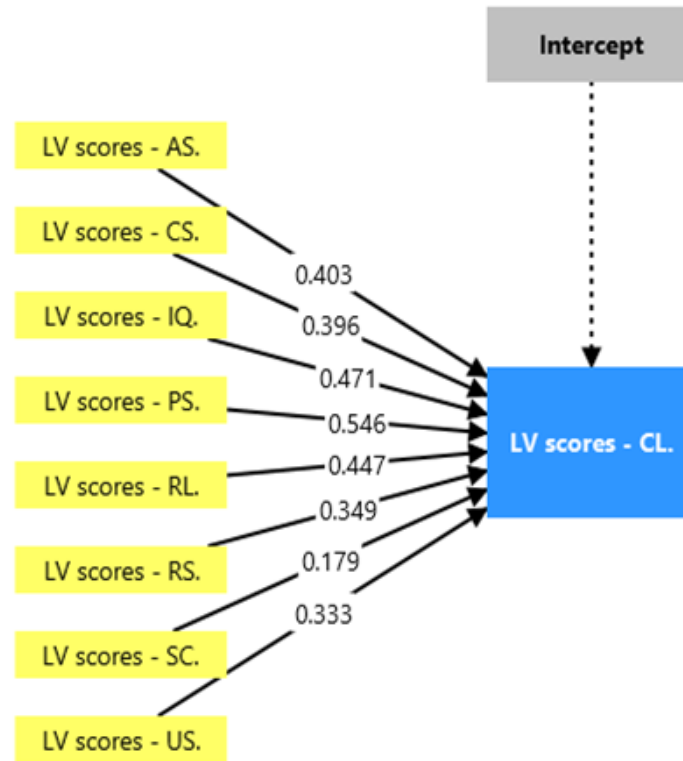 Intercept
LV scores - AS.
LV scores - CS.
0.403
LV scores - IQ.
0.396
0.471
LV scores - PS.
0.546
LV scores - CL.
0.447
LV scores - RL.
0.349
LV scores - RS.
0.179
0.333
LV scores - SC.
LV scores - US.